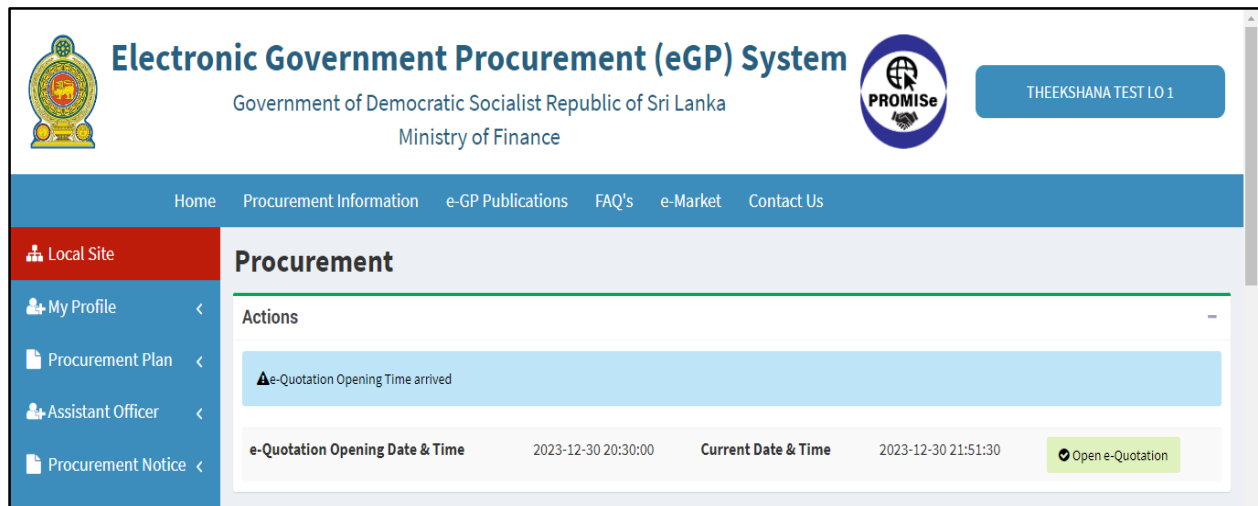 Electronic Government Procurement (eGP) System
Government of Democratic Socialist Republic of Sri Lanka
Ministry of Finance
PROMISe
THEEKSHANA TEST LO 1
Home Procurement Information e-GP Publications FAQ's e-Market Contact Us
Local Site
My Profile
Procurement Plan
Assistant Officer
Procurement Notice
Procurement
Actions
e-Quotation Opening Time arrived
e-Quotation Opening Date & Time 2023-12-30 20:30:00 Current Date & Time 2023-12-30 21:51:30 Open e-Quotation